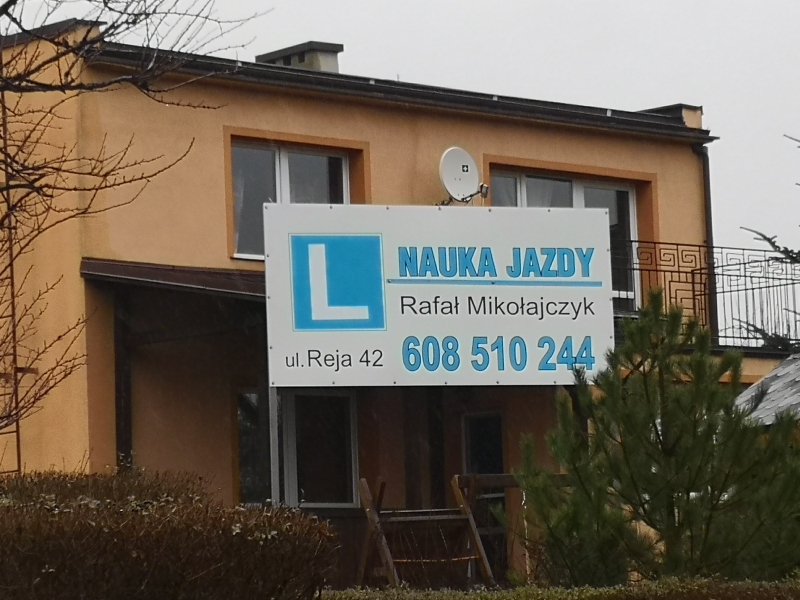 L
NAUKA JAZDY
Rafał Mikołajczyk
ul. Reja 42
608 510 244